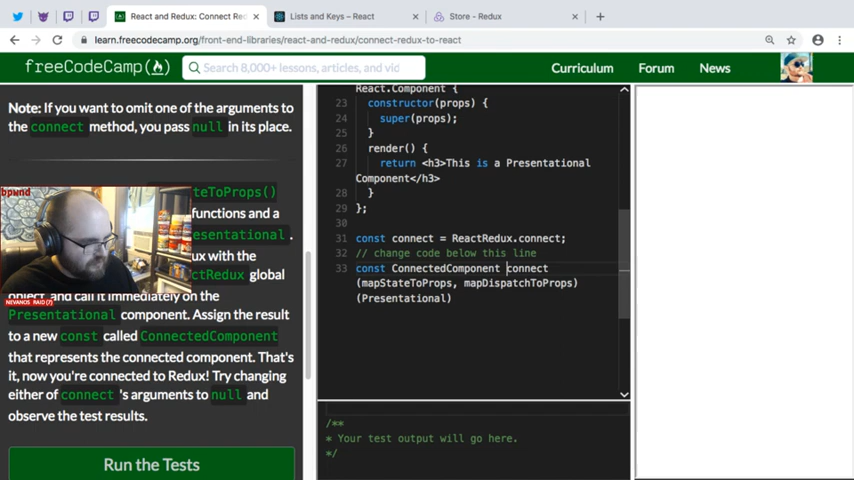 React and Redux: Connect Red
Lists and Keys – React
Store - Redux
learn.freecodecamp.org/front-end-libraries/react-and-redux/connect-redux-to-react
freeCodeCamp
Search 8,000+ lessons, articles, and vid
Curriculum
Forum
News
Note: If you want to omit one of the arguments to
the connect method, you pass null in its place.
bpwnd
teToProps()
functions and a
esentational .
ux with the
ctRedux global
object, and call it immediately on the
NEVANOS RAID (7)
Presentational component. Assign the result
to a new const called ConnectedComponent
that represents the connected component. That's
it, now you're connected to Redux! Try changing
either of connect 's arguments to null and
observe the test results.
Run the Tests
React.Component {
23 constructor(props) {
24 super(props);
25 }
26 render() {
27 return <h3>This is a Presentational
Component</h3>
28 }
29 };
30
31 const connect = ReactRedux.connect;
32 // change code below this line
33 const ConnectedComponent connect
(mapStateToProps, mapDispatchToProps)
(Presentational)
/**
* Your test output will go here.
*/